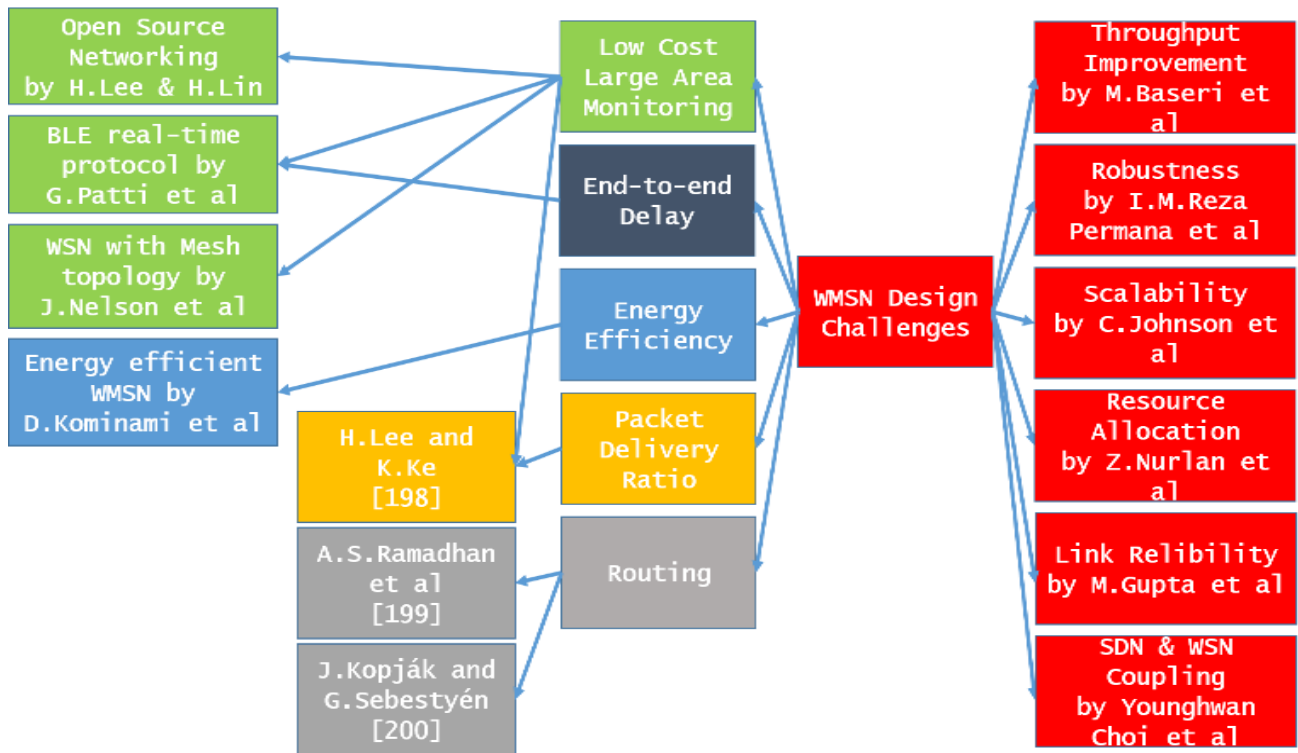 Open Source
Networking
by H.Lee & H.Lin
BLE real-time
protocol by
G.Patti et al
WSN with Mesh
topology by
J.Nelson et al
Energy efficient
WMSN by
D.Kominami et al
H.Lee and
K.Ke
[198]
A.S.Ramadhan
et al
[199]
J.Kopják and
G.Sebestyén
[200]
Low Cost
Large Area
Monitoring
End-to-end
Delay
Energy
Efficiency
Packet
Delivery
Ratio
Routing
WMSN Design
Challenges
Throughput
Improvement
by M.Baseri et
al
Robustness
by I.M.Reza
Permana et al
Scalability
by C.Johnson et
al
Resource
Allocation
by Z.Nurlan et
al
Link Relibility
by M.Gupta et al
SDN & WSN
Coupling
by Younghwan
Choi et al